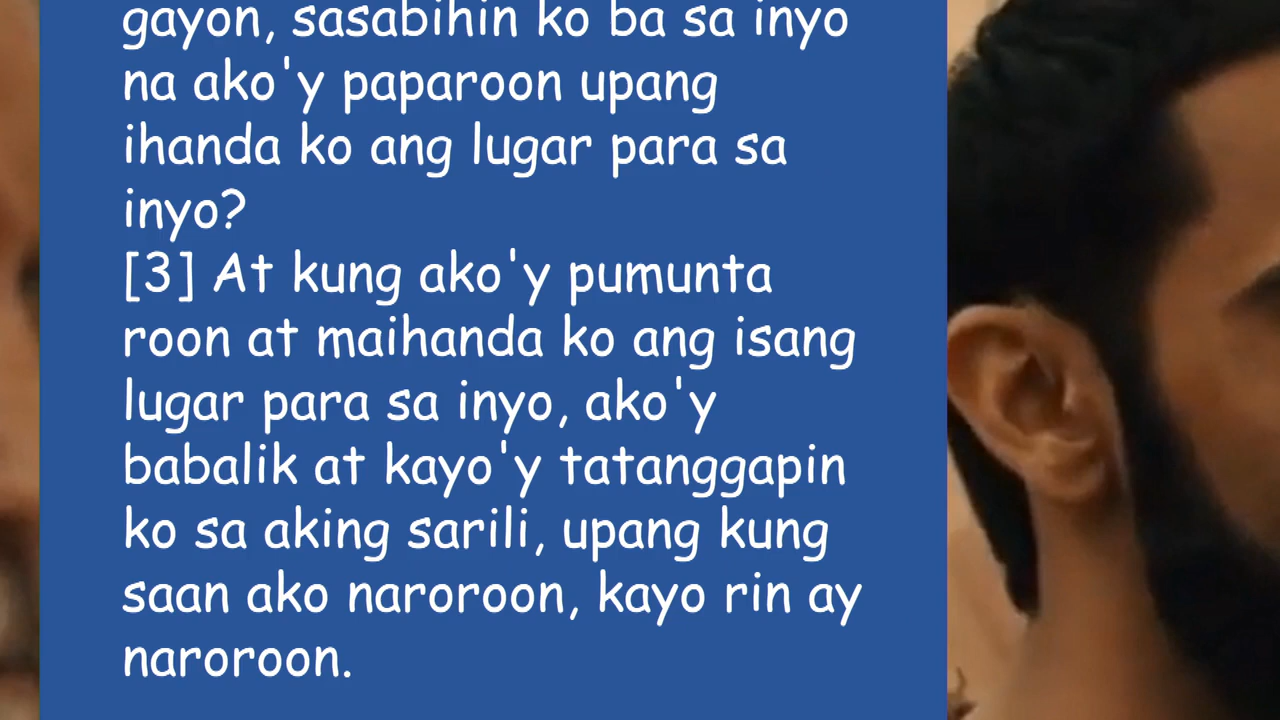 gayon, sasabihin ko ba sa inyo
na ako'y paparoon upang
ihanda ko ang lugar para sa
inyo?
[3] At kung ako'y pumunta
roon at maihanda ko ang isang
lugar para sa inyo, ako'y
babalik at kayo'y tatanggapin
ko sa aking sarili, upang kung
saan ako naroroon, kayo rin ay
naroroon.